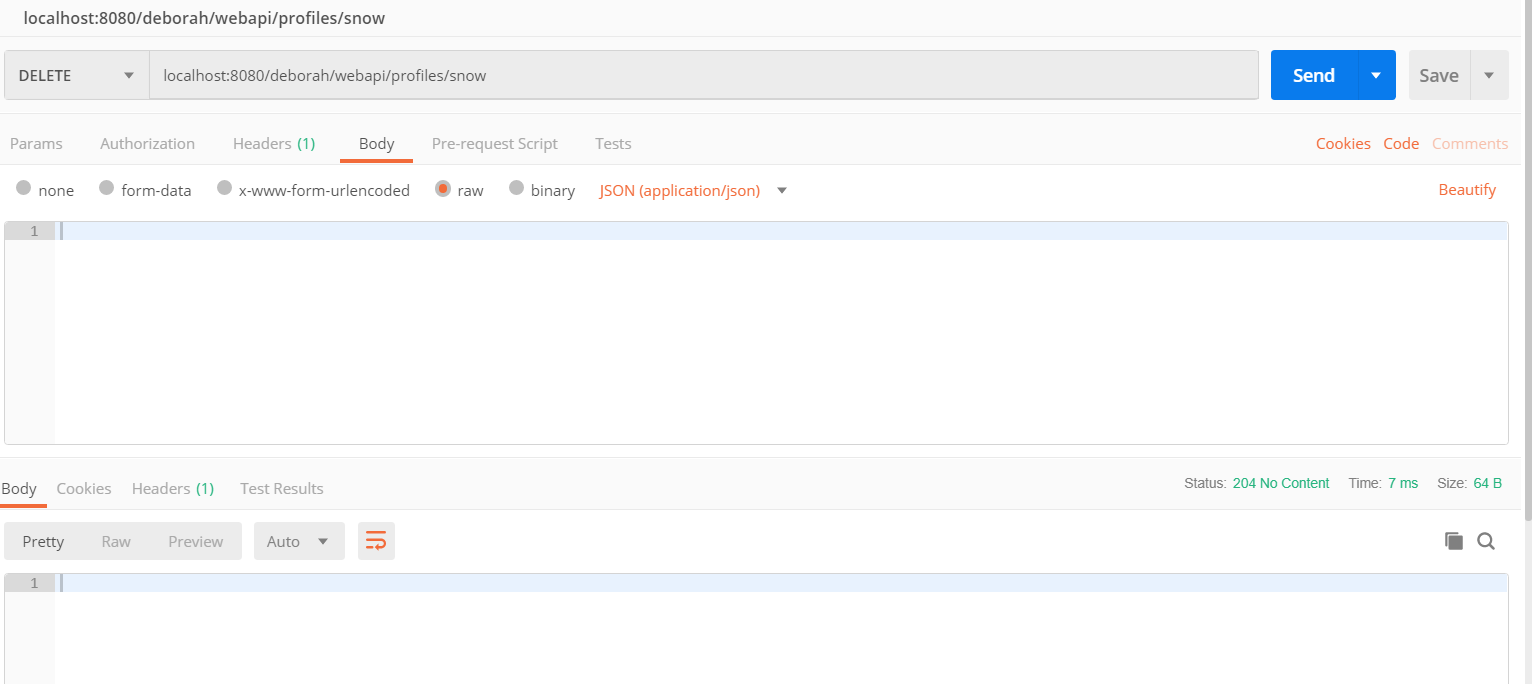 localhost:8080/deborah/webapi/profiles/snow
DELETE localhost:8080/deborah/webapi/profiles/snow Send Save
Params Authorization Headers (1) Body Pre-request Script Tests Cookies Code Comments
none form-data x-www-form-urlencoded raw binary JSON (application/json) Beautify
1
Body Cookies Headers (1) Test Results Status: 204 No Content Time: 7 ms Size: 64 B
Pretty Raw Preview Auto
1